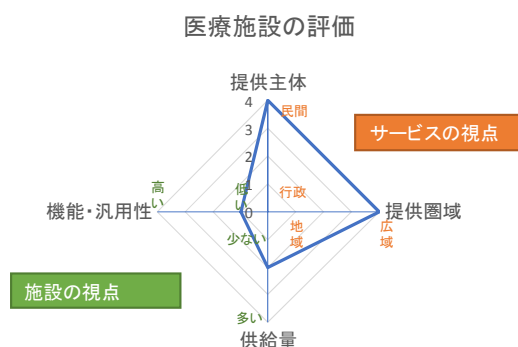 医療施設の評価
提供主体
4
民間
3
サービスの視点
2
高い
1
低い
行政
機能・汎用性
0
提供圏域
地域
広域
少ない
施設の視点
多い
供給量